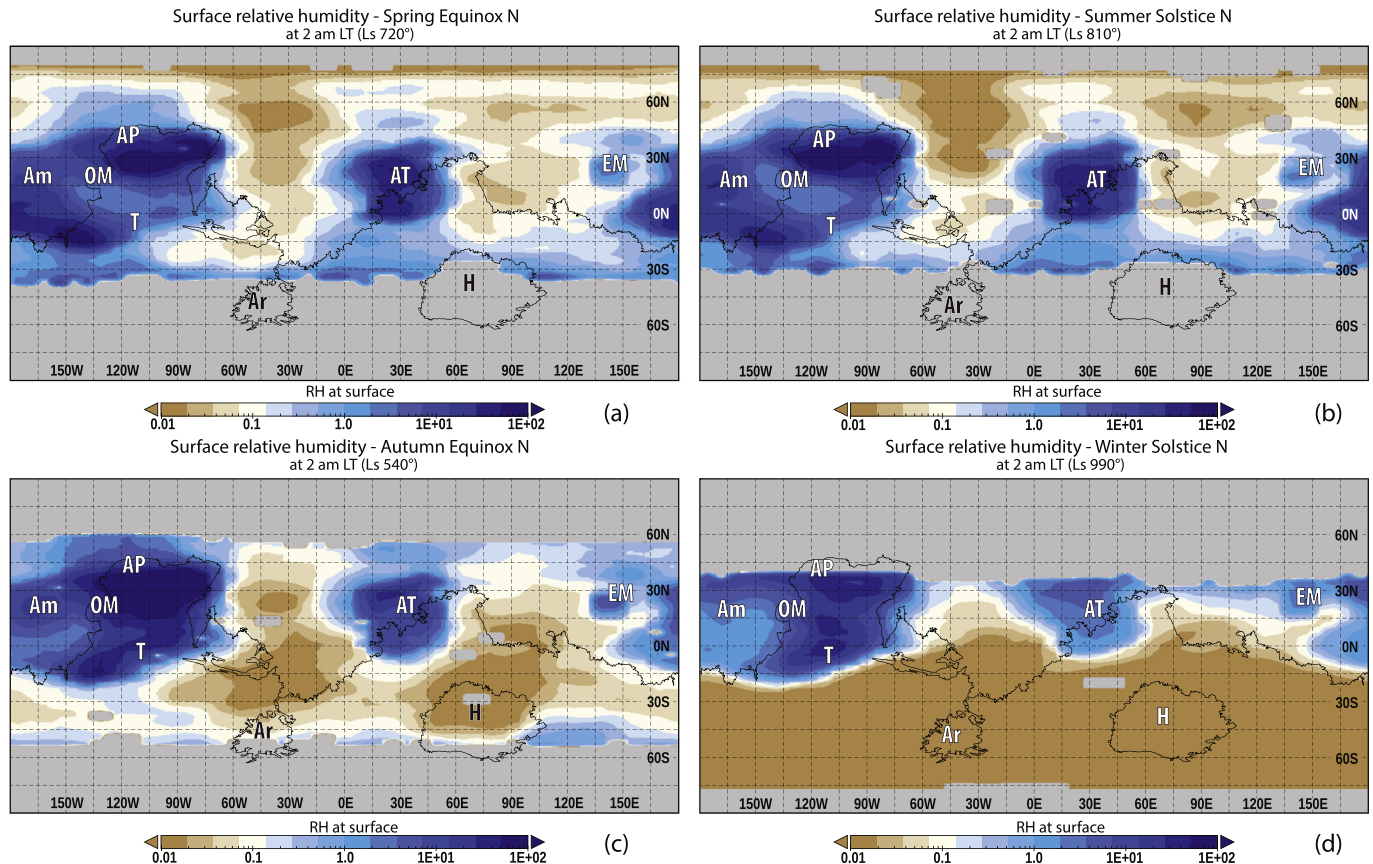 Surface relative humidity - Spring Equinox N
at 2 am LT (Ls 720°)
60N
AP
30N
EM
Am
OM
AT
T
0N
30S
H
Ar
60S
150W 120W 90W 60W 30W 0E 30E 60E 90E 120E 150E
RH at surface
0.01 0.1 1.0 1E+01 1E+02
(a)
Surface relative humidity - Summer Solstice N
at 2 am LT (Ls 810°)
60N
AP
30N
EM
Am
OM
AT
T
0N
30S
H
Ar
60S
150W 120W 90W 60W 30W 0E 30E 60E 90E 120E 150E
RH at surface
0.01 0.1 1.0 1E+01 1E+02
(b)
Surface relative humidity - Autumn Equinox N
at 2 am LT (Ls 540°)
60N
AP
30N
EM
Am
OM
AT
T
0N
30S
H
Ar
60S
150W 120W 90W 60W 30W 0E 30E 60E 90E 120E 150E
RH at surface
0.01 0.1 1.0 1E+01 1E+02
(c)
Surface relative humidity - Winter Solstice N
at 2 am LT (Ls 990°)
60N
AP
30N
EM
Am
OM
AT
T
0N
30S
H
Ar
60S
150W 120W 90W 60W 30W 0E 30E 60E 90E 120E 150E
RH at surface
0.01 0.1 1.0 1E+01 1E+02
(d)